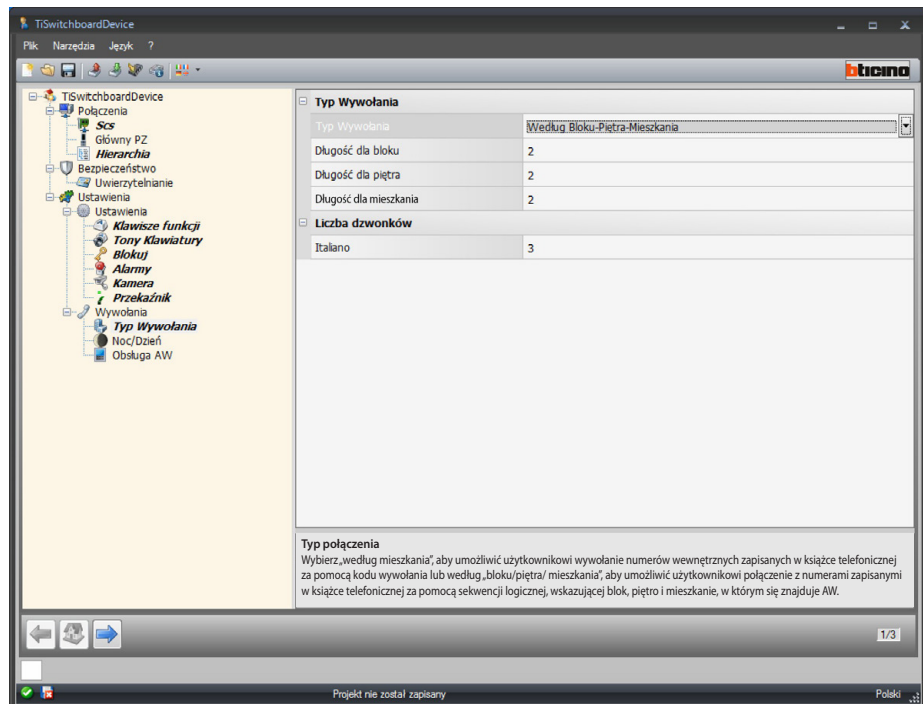 TiSwitchboardDevice
Plik Narzędzia Język ?
bticino
TiSwitchboardDevice
Połączenia
Scs
Główny PZ
Hierarchia
Bezpieczeństwo
Uwierzytelnianie
Ustawienia
Ustawienia
Klawisze funkcji
Tony Klawiatury
Blokuj
Alarmy
Kamera
Przekaźnik
Wywołania
Typ Wywołania
Noc/Dzień
Obsługa AW
Typ Wywołania
Typ Wywołania Według Bloku-Piętra-Mieszkania
Długość dla bloku 2
Długość dla piętra 2
Długość dla mieszkania 2
Liczba dzwonków
Italiano 3
Typ połączenia
Wybierz „według mieszkania”, aby umożliwić użytkownikowi wywołanie numerów wewnętrznych zapisanych w książce telefonicznej
za pomocą kodu wywołania lub według „bloku/piętra/ mieszkania”, aby umożliwić użytkownikowi połączenie z numerami zapisanymi
w książce telefonicznej za pomocą sekwencji logicznej, wskazującej blok, piętro i mieszkanie, w którym się znajduje AW.
1/3
Projekt nie został zapisany
Polski